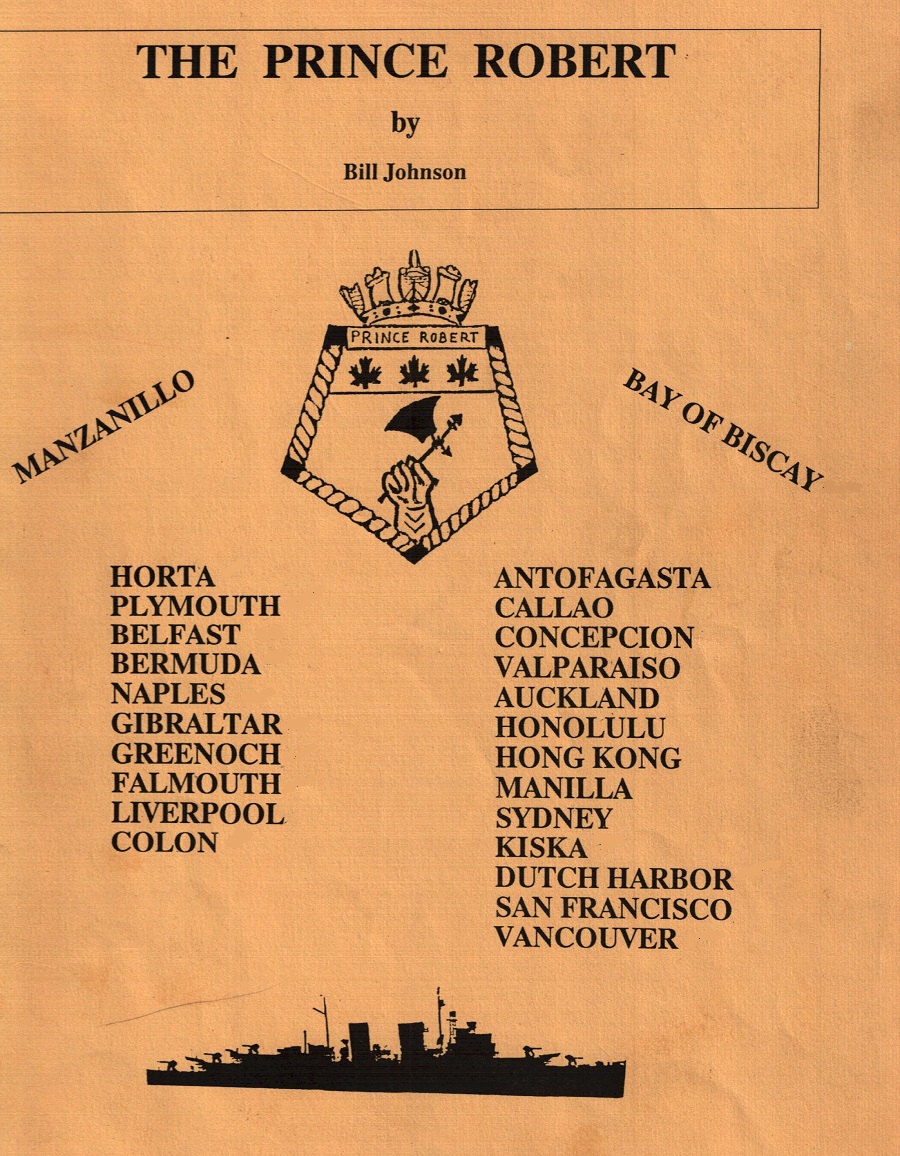 THE PRINCE ROBERT
by
Bill Johnson
PRINCE ROBERT
MANZANILLO
BAY OF BISCAY
HORTA
PLYMOUTH
BELFAST
BERMUDA
NAPLES
GIBRALTAR
GREENOCH
FALMOUTH
LIVERPOOL
COLON
ANTOFAGASTA
CALLAO
CONCEPCION
VALPARAISO
AUCKLAND
HONOLULU
HONG KONG
MANILLA
SYDNEY
KISKA
DUTCH HARBOR
SAN FRANCISCO
VANCOUVER